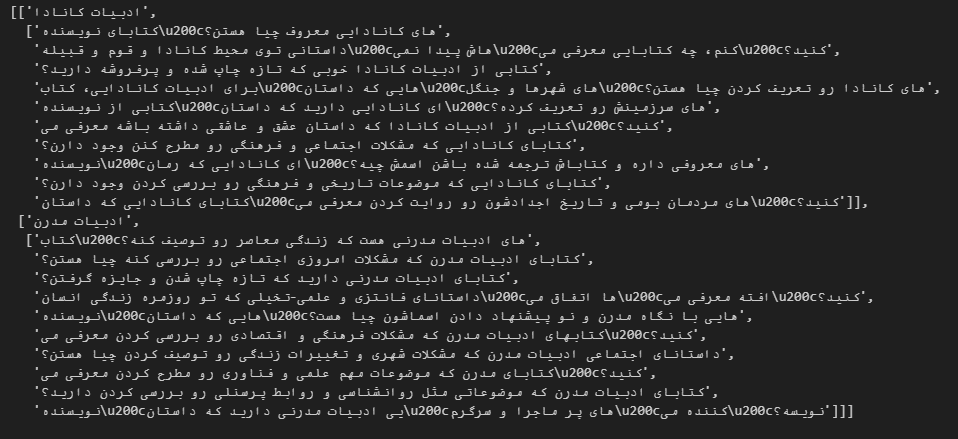 [['ادبیات کانادا',
['کتابای نویسنده\u200cهای کانادایی معروف چیا هستن؟',
'داستانی توی محیط کانادا و قوم و قبیله\u200cهاش پیدا نمی\u200cکنم، چه کتابایی معرفی می\u200cکنید؟',
'کتابی از ادبیات کانادا خوبی که تازه چاپ شده و پرفروشه دارید؟',
'برای ادبیات کانادایی، کتاب\u200cهایی که داستان\u200cهای شهرها و جنگل\u200cهای کانادا رو تعریف کردن چیا هستن؟',
'کتابی از نویسنده\u200cای کانادایی دارید که داستان\u200cهای سرزمینش رو تعریف کرده؟',
'کتابی از ادبیات کانادا که داستان عشق و عاشقی داشته باشه معرفی می\u200cکنید؟',
'کتابای کانادایی که مشکلات اجتماعی و فرهنگی رو مطرح کنن وجود دارن؟',
'نویسنده\u200cای کانادایی که رمان\u200cهای معروفی داره و کتاباش ترجمه شده باشن اسمش چیه؟',
'کتابای کانادایی که موضوعات تاریخی و فرهنگی رو بررسی کردن وجود دارن؟',
'کتابای کانادایی که داستان\u200cهای مردمان بومی و تاریخ اجدادشون رو روایت کردن معرفی می\u200cکنید؟']],
['ادبیات مدرن',
['کتاب\u200cهای ادبیات مدرنی هست که زندگی معاصر رو توصیف کنه؟',
'کتابای ادبیات مدرن که مشکلات امروزی اجتماعی رو بررسی کنه چیا هستن؟',
'کتابای ادبیات مدرنی دارید که تازه چاپ شدن و جایزه گرفتن؟',
'داستانای فانتزی و علمی-تخیلی که تو روزمره زندگی انسان\u200cها اتفاق می\u200cافته معرفی می\u200cکنید؟',
'نویسنده\u200cهایی که داستان\u200cهایی با نگاه مدرن و نو پیشنهاد دادن اسماشون چیا هست؟',
'کتابهای ادبیات مدرن که مشکلات فرهنگی و اقتصادی رو بررسی کردن معرفی می\u200cکنید؟',
'داستانای اجتماعی ادبیات مدرن که مشکلات شهری و تغییرات زندگی رو توصیف کردن چیا هستن؟',
'کتابای مدرن که موضوعات مهم علمی و فناوری رو مطرح کردن معرفی می\u200cکنید؟',
'کتابای ادبیات مدرن که موضوعاتی مثل روانشناسی و روابط پرسنلی رو بررسی کردن دارید؟',
'نویسنده\u200cیی ادبیات مدرنی دارید که داستان\u200cهای پر ماجرا و سرگرم\u200cکننده می\u200cنویسه؟']]]